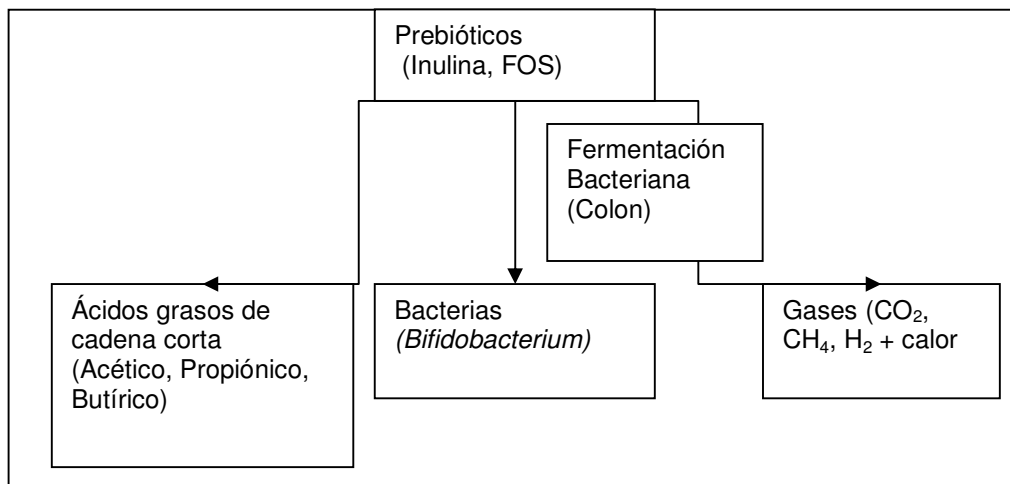 Prebióticos
(Inulina, FOS)
Fermentación
Bacteriana
(Colon)
Ácidos grasos de
cadena corta
(Acético, Propiónico,
Butírico)
Bacterias
(Bifidobacterium)
Gases (CO₂,
CH₄, H₂ + calor